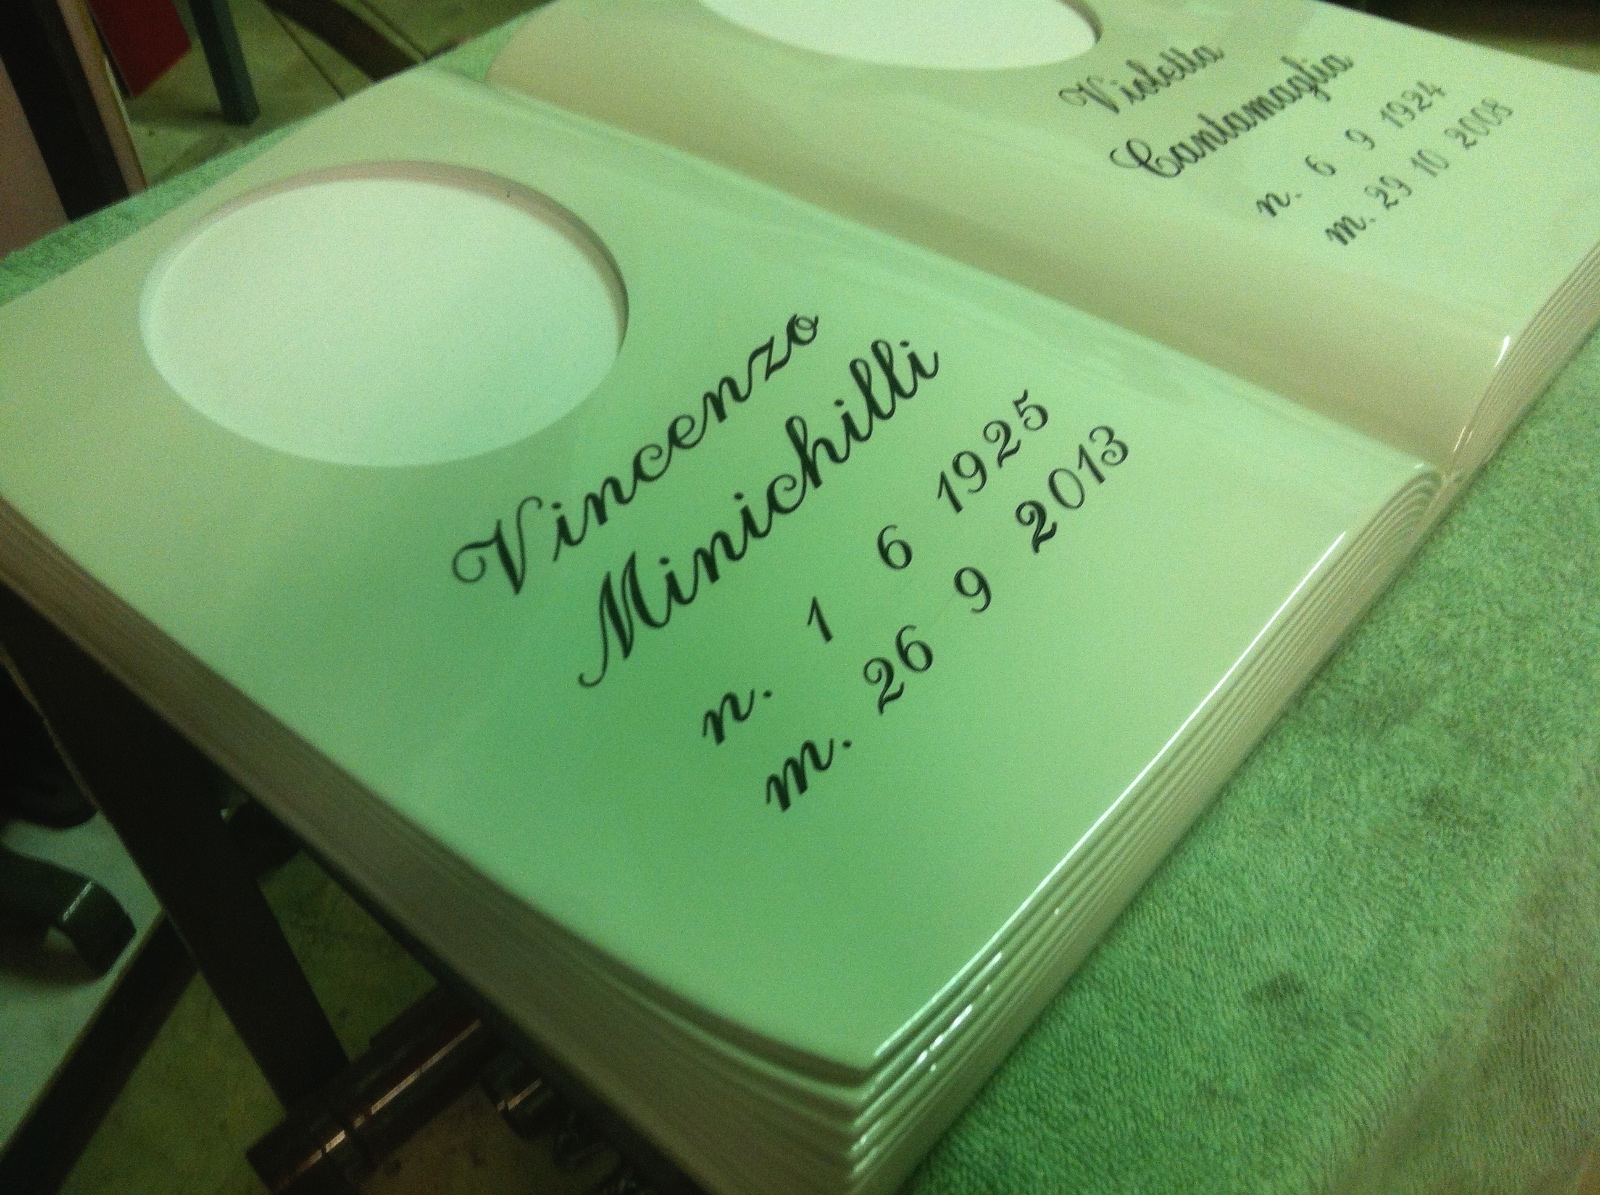 Vincenzo
Minichilli
n. 1 6 1925
m. 26 9 2013
Violetta
Cantamaglia
n. 6 9 1924
m. 29 10 2008